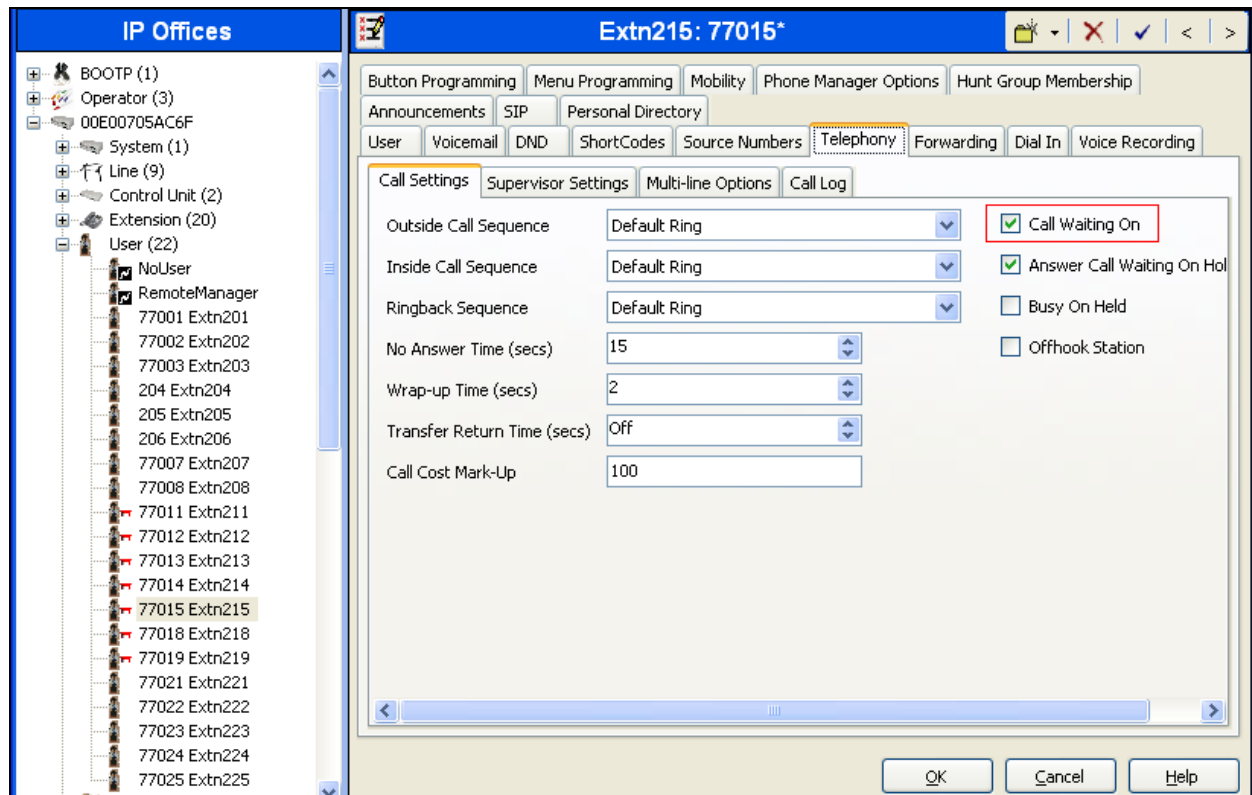 IP Offices
BOOTP (1)
Operator (3)
00E00705AC6F
System (1)
Line (9)
Control Unit (2)
Extension (20)
User (22)
NoUser
RemoteManager
77001 Extn201
77002 Extn202
77003 Extn203
204 Extn204
205 Extn205
206 Extn206
77007 Extn207
77008 Extn208
77011 Extn211
77012 Extn212
77013 Extn213
77014 Extn214
77015 Extn215
77018 Extn218
77019 Extn219
77021 Extn221
77022 Extn222
77023 Extn223
77024 Extn224
77025 Extn225
Extn215: 77015*
Button Programming Menu Programming Mobility Phone Manager Options Hunt Group Membership
Announcements SIP Personal Directory
User Voicemail DND ShortCodes Source Numbers Telephony Forwarding Dial In Voice Recording
Call Settings Supervisor Settings Multi-line Options Call Log
Outside Call Sequence Default Ring Call Waiting On
Inside Call Sequence Default Ring Answer Call Waiting On Hol
Ringback Sequence Default Ring Busy On Held
No Answer Time (secs) 15 Offhook Station
Wrap-up Time (secs) 2
Transfer Return Time (secs) Off
Call Cost Mark-Up 100
OK Cancel Help